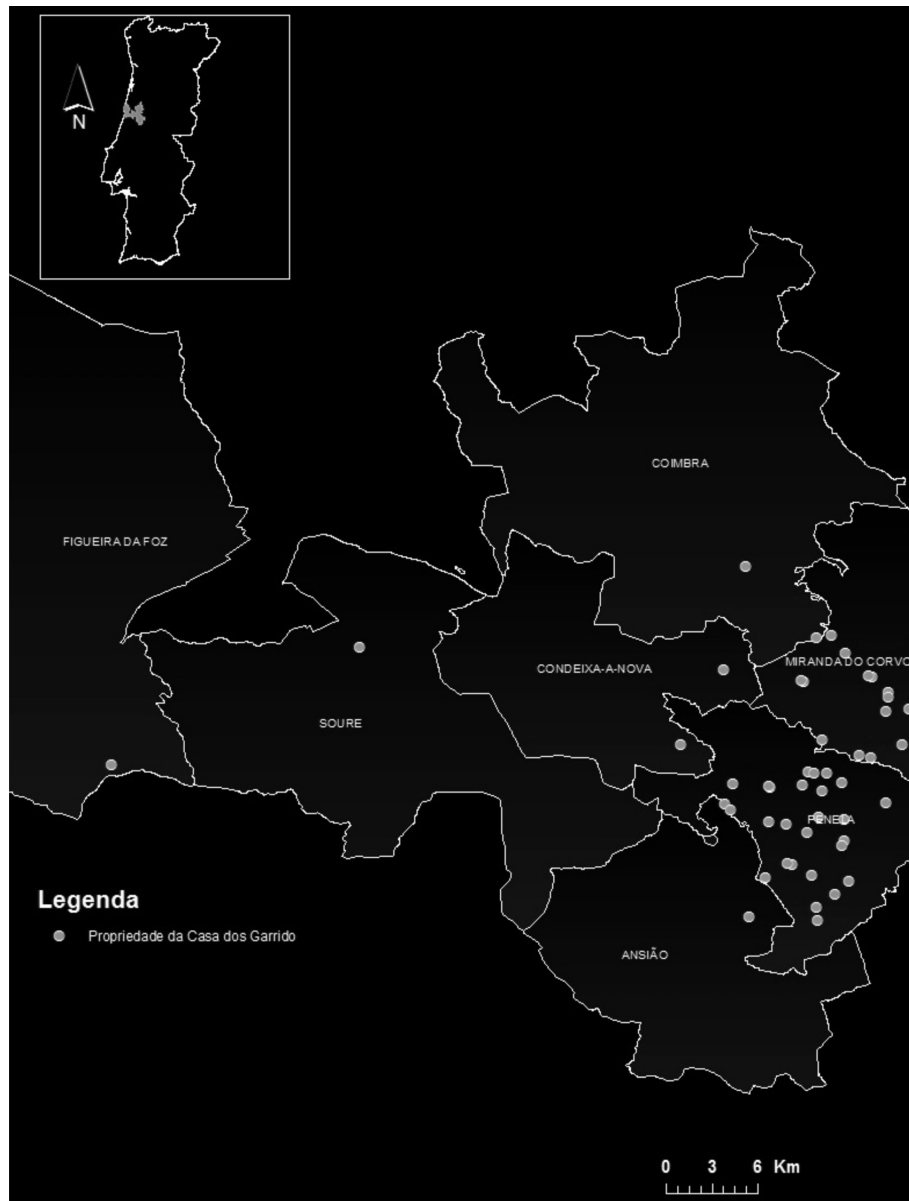 N
COIMBRA
FIGUEIRA DA FOZ
MIRANDA DO CORVO
CONDEIXA-A-NOVA
SOURE
PENELA
Legenda
Propriedade da Casa dos Garrido
ANSIÃO
0 3 6 Km